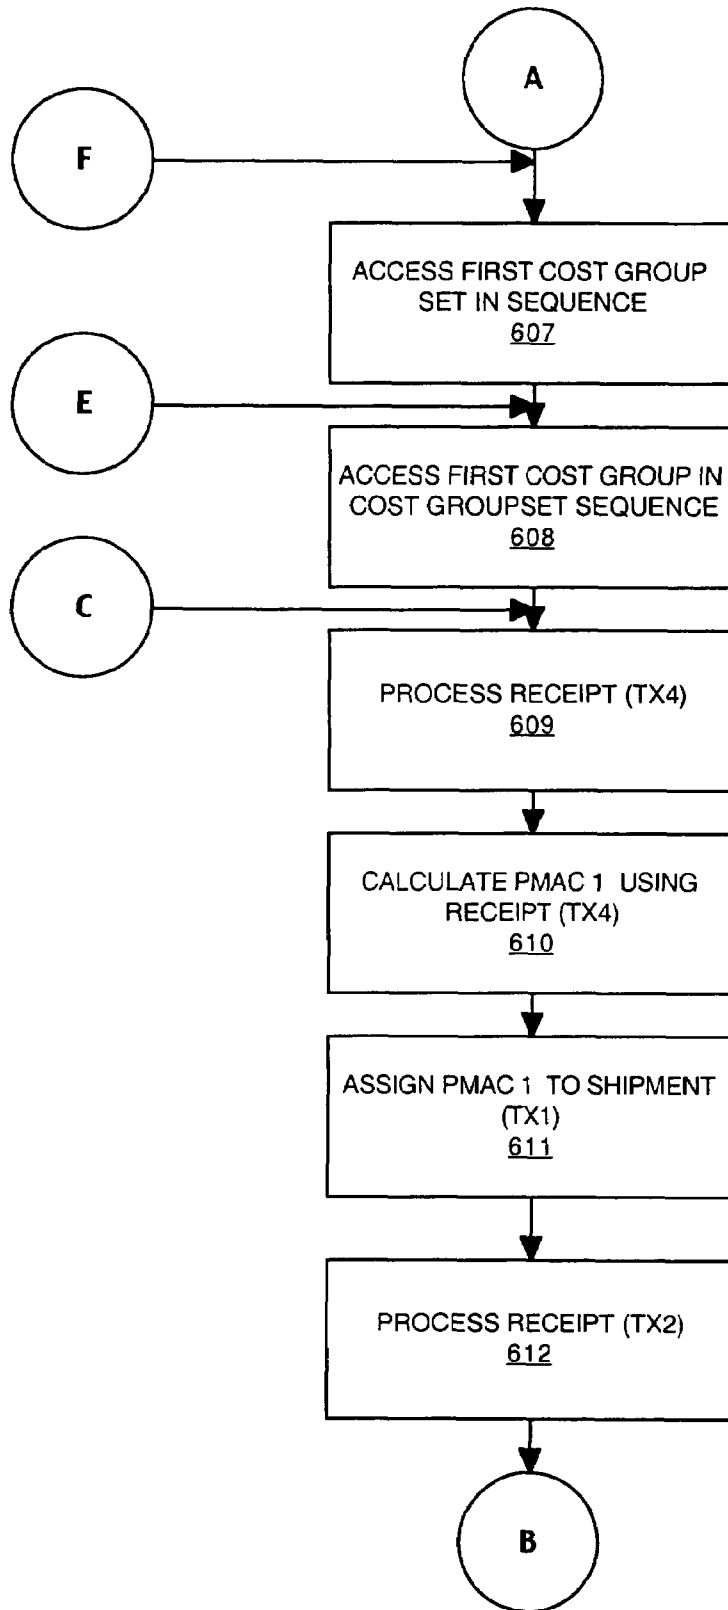 A
F
ACCESS FIRST COST GROUP
SET IN SEQUENCE
607
E
ACCESS FIRST COST GROUP IN
COST GROUPSET SEQUENCE
608
C
PROCESS RECEIPT (TX4)
609
CALCULATE PMAC 1 USING
RECEIPT (TX4)
610
ASSIGN PMAC 1 TO SHIPMENT
(TX1)
611
PROCESS RECEIPT (TX2)
612
B